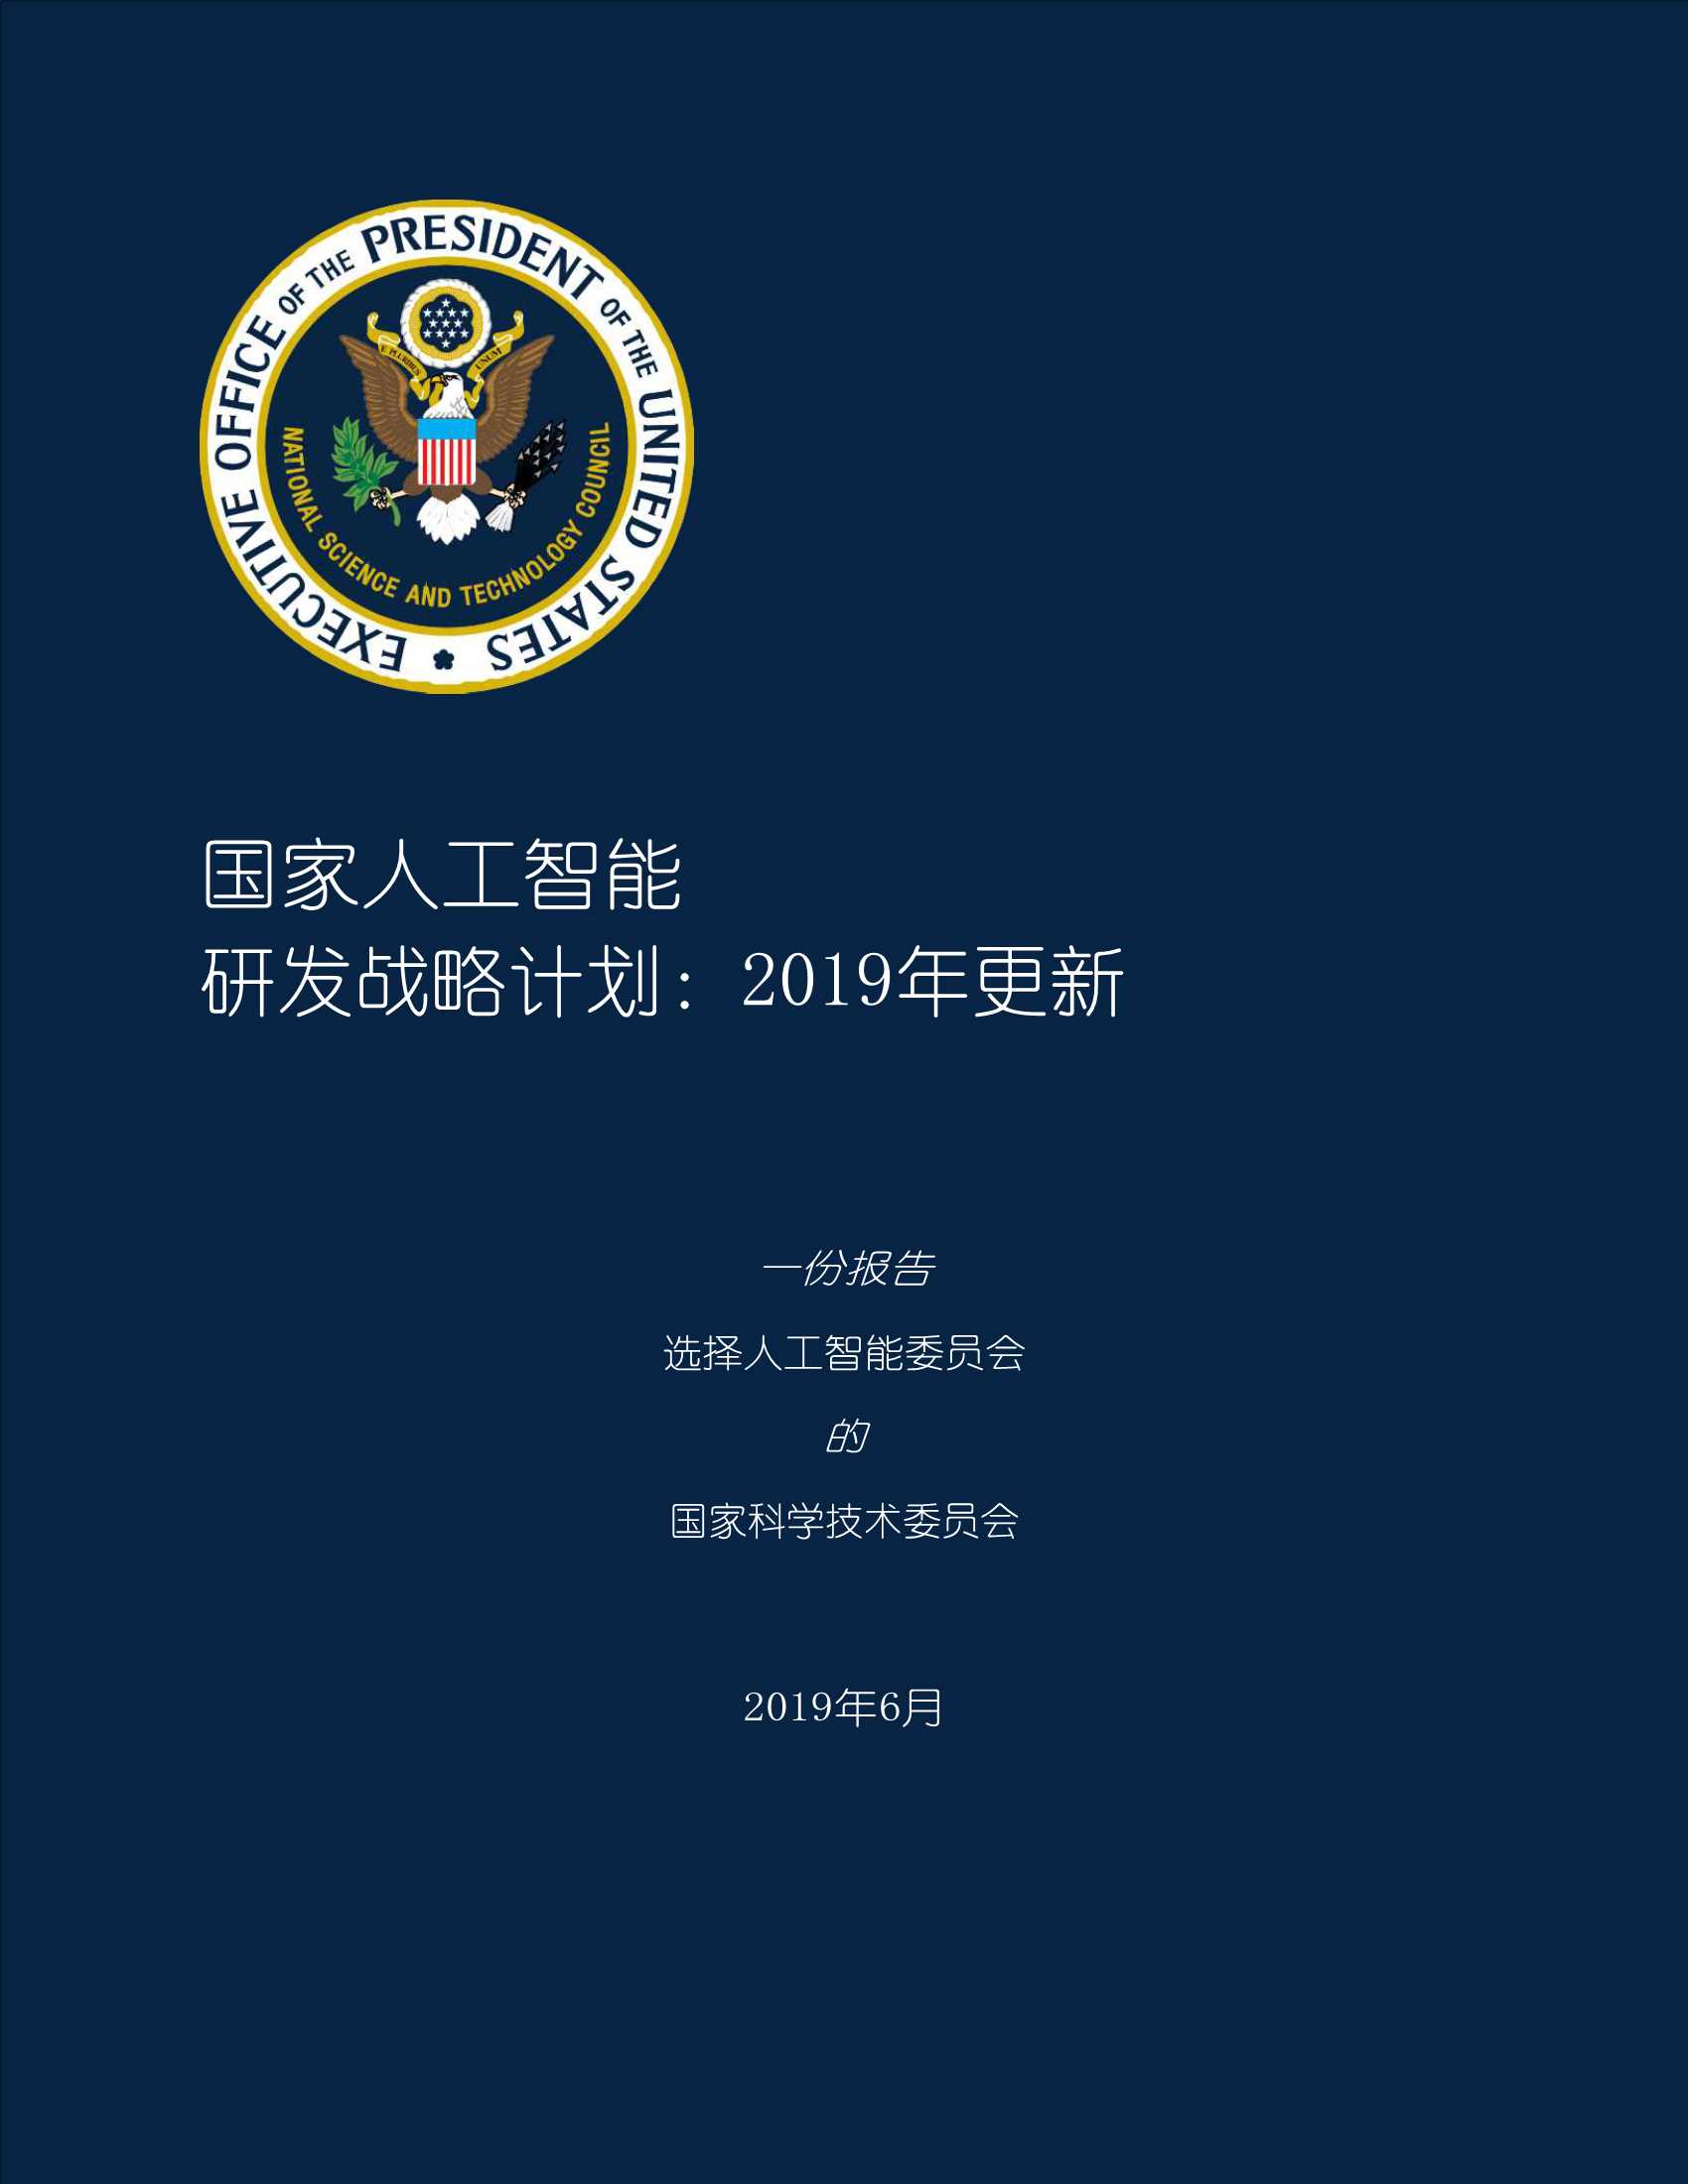 EXECUTIVE OFFICE OF THE PRESIDENT OF THE UNITED STATES
E PLURIBUS UNUM
NATIONAL SCIENCE AND TECHNOLOGY COUNCIL
国家人工智能
研发战略计划：2019年更新
一份报告
选择人工智能委员会
的
国家科学技术委员会
2019年6月